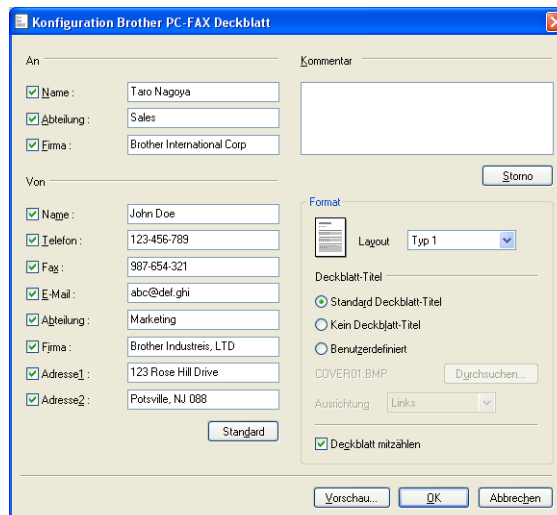 Konfiguration Brother PC-FAX Deckblatt
An
Name : Taro Nagoya
Abteilung : Sales
Firma : Brother International Corp
Von
Name : John Doe
Telefon : 123-456-789
Fax : 987-654-321
E-Mail : abc@def.ghi
Abteilung : Marketing
Firma : Brother Industreis, LTD
Adresse1 : 123 Rose Hill Drive
Adresse2 : Potsville, NJ 088
Standard
Kommentar
Storno
Format
Layout Typ 1
Deckblatt-Titel
Standard Deckblatt-Titel
Kein Deckblatt-Titel
Benutzerdefiniert
COVER01.BMP Durchsuchen...
Ausrichtung Links
Deckblatt mitzählen
Vorschau... OK Abbrechen